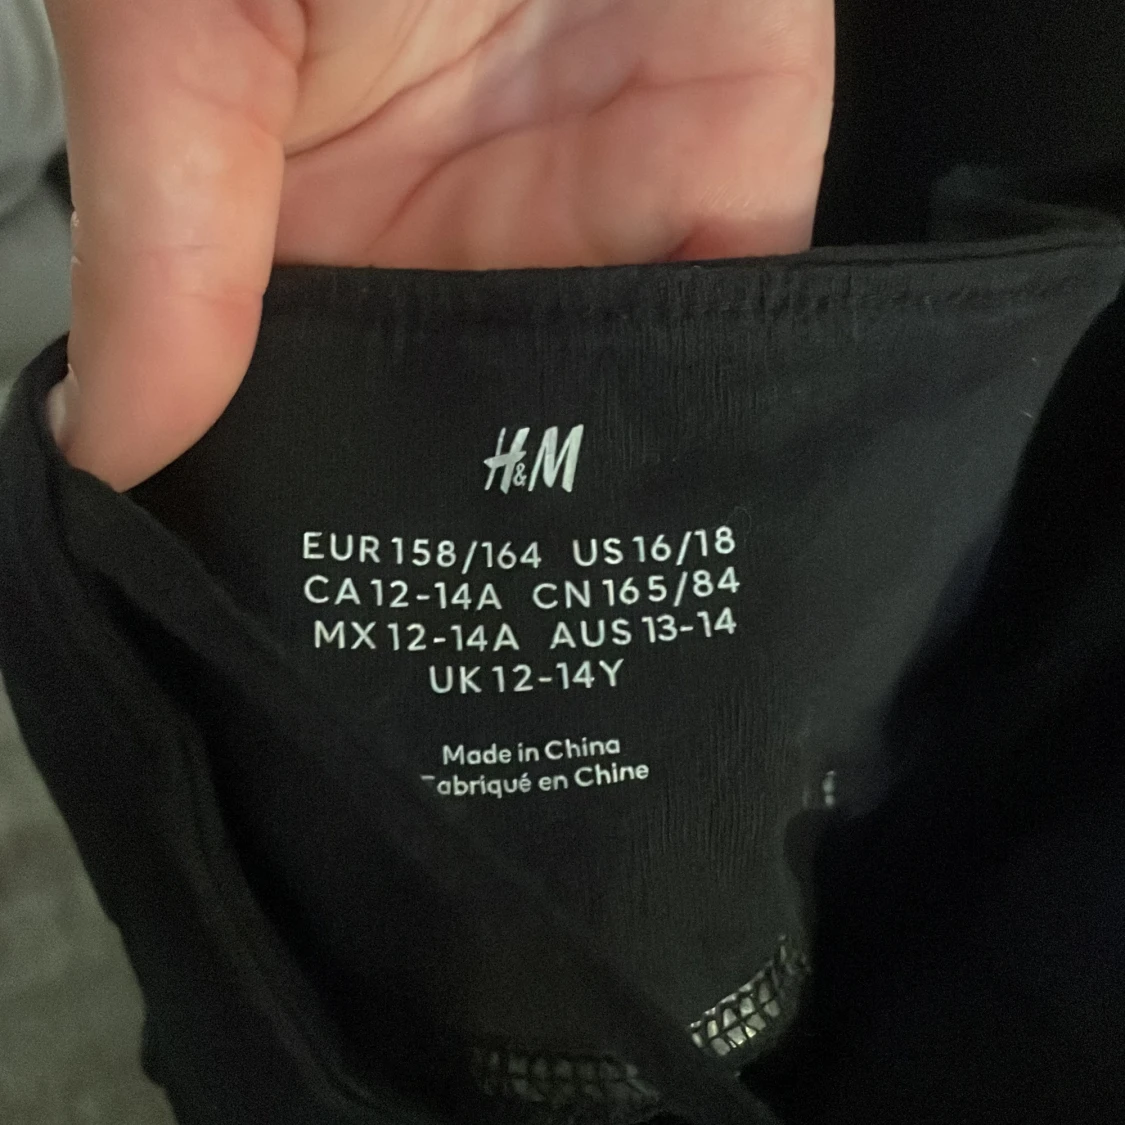 H&M
EUR 158/164 US 16/18
CA 12-14A CN 165/84
MX 12-14A AUS 13-14
UK 12-14Y
Made in China
Fabriqué en Chine